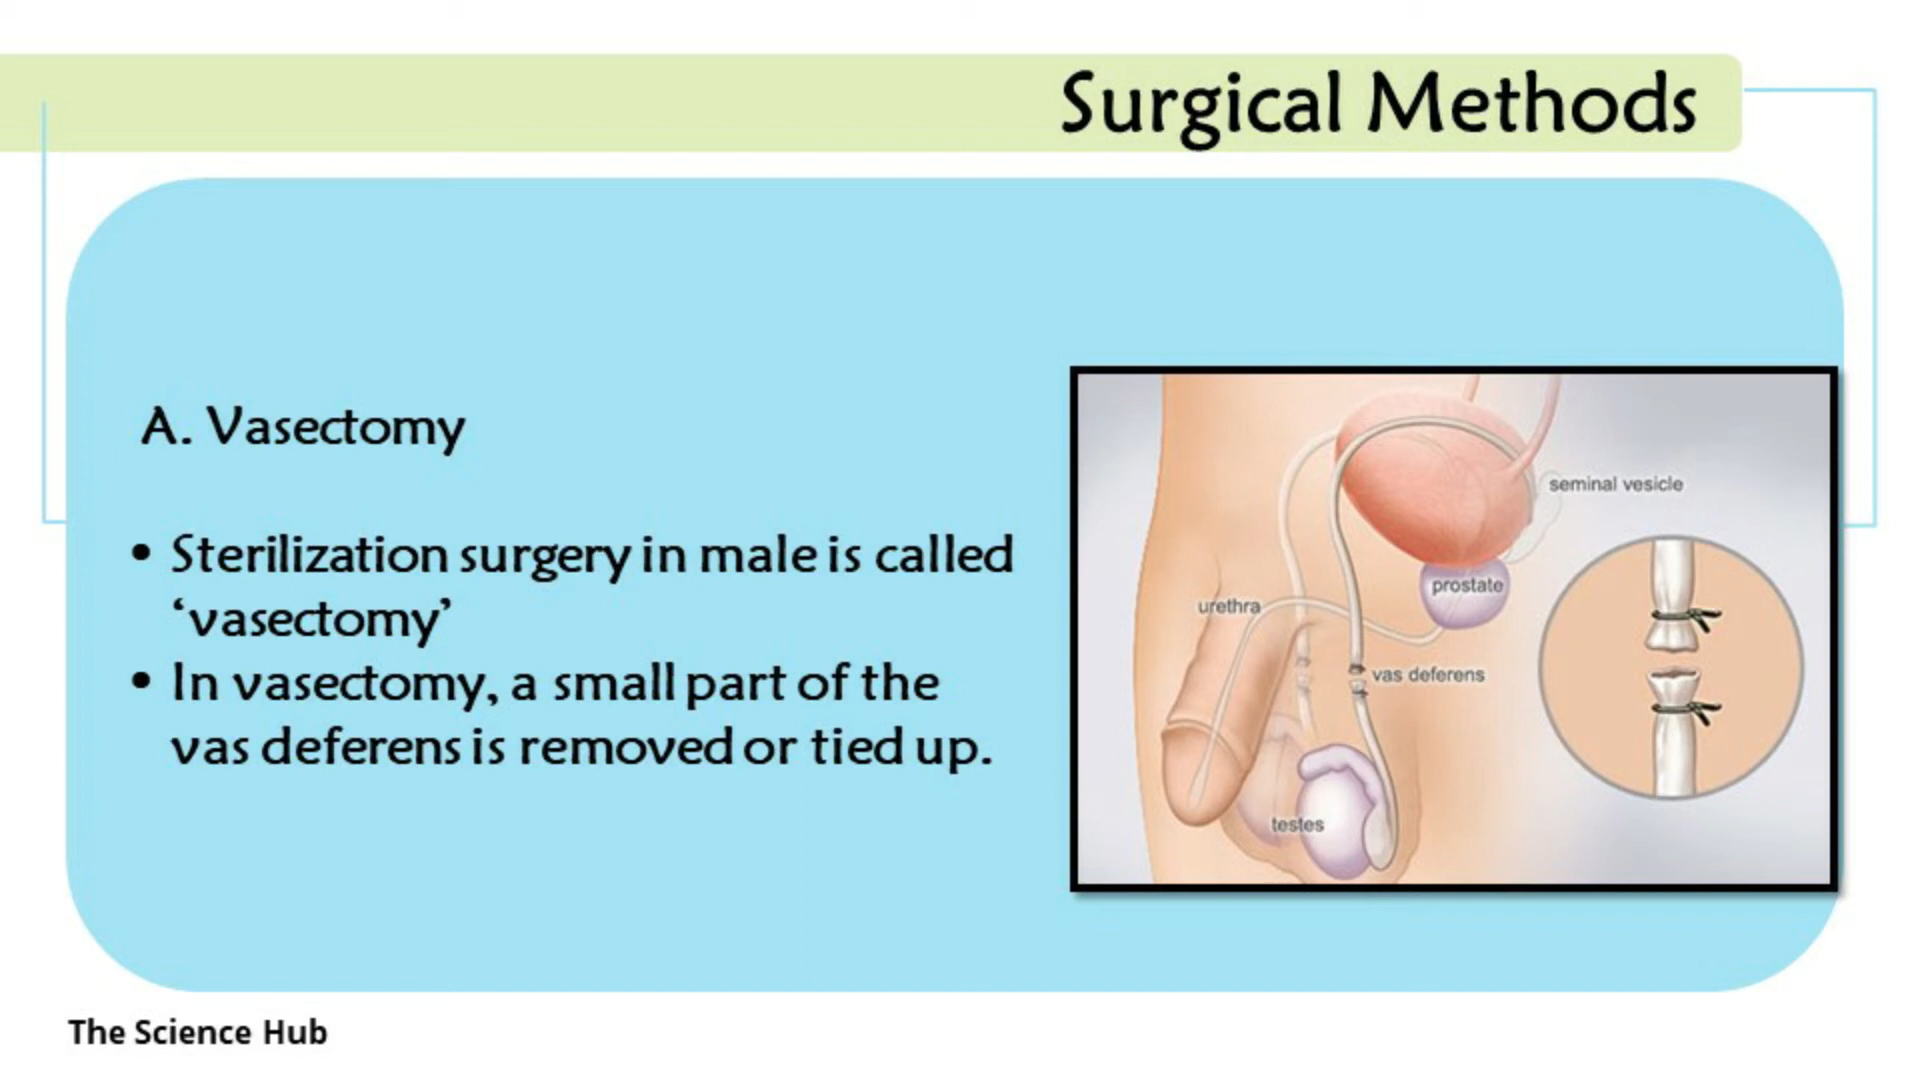 Surgical Methods
A. Vasectomy
• Sterilization surgery in male is called
‘vasectomy’
• In vasectomy, a small part of the
vas deferens is removed or tied up.
seminal vesicle
prostate
urethra
vas deferens
testes
The Science Hub